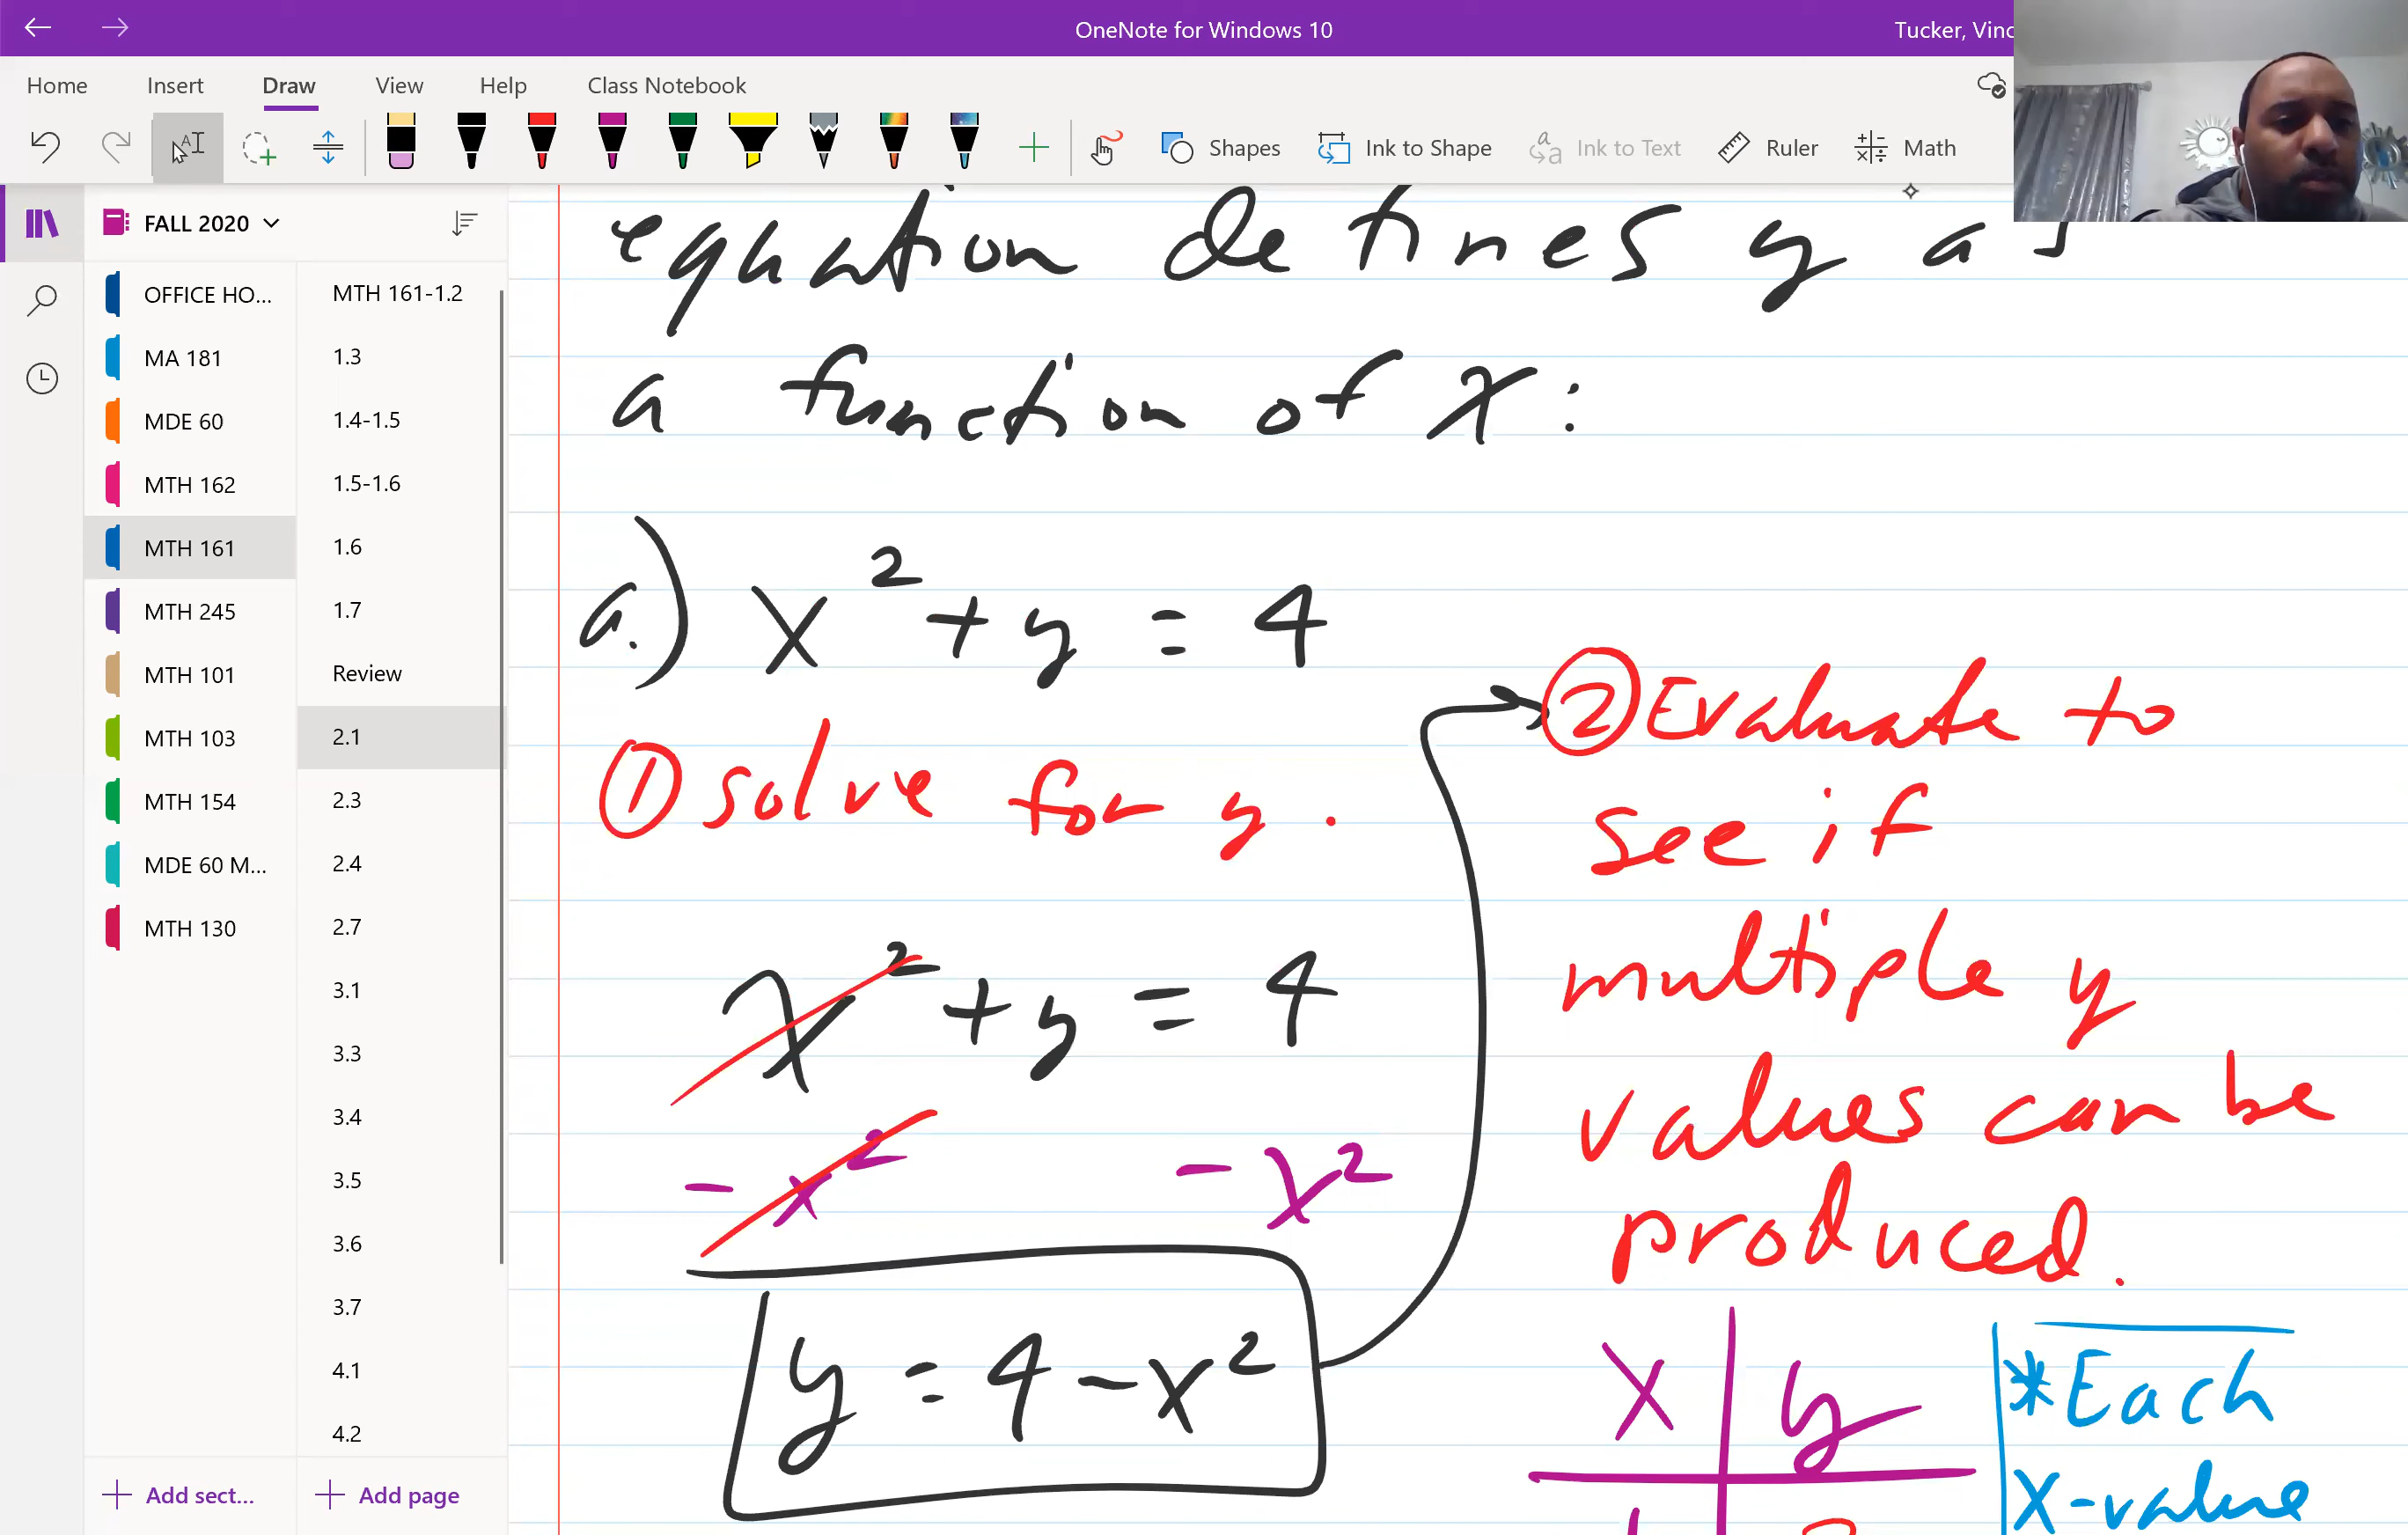 OneNote for Windows 10
Tucker, Vinc
Home Insert Draw View Help Class Notebook
Shapes Ink to Shape Ink to Text Ruler Math
FALL 2020
OFFICE HO...
MA 181
MDE 60
MTH 162
MTH 161
MTH 245
MTH 101
MTH 103
MTH 154
MDE 60 M...
MTH 130
Add sect...
MTH 161-1.2
1.3
1.4-1.5
1.5-1.6
1.6
1.7
Review
2.1
2.3
2.4
2.7
3.1
3.3
3.4
3.5
3.6
3.7
4.1
4.2
Add page
equation defines y as
a function of x:
a.) x² + y = 4
① solve for y.
x² + y = 4
- x² - x²
y = 4 - x²
② Evaluate to
see if
multiple y
values can be
produced.
x y
*Each
x-value